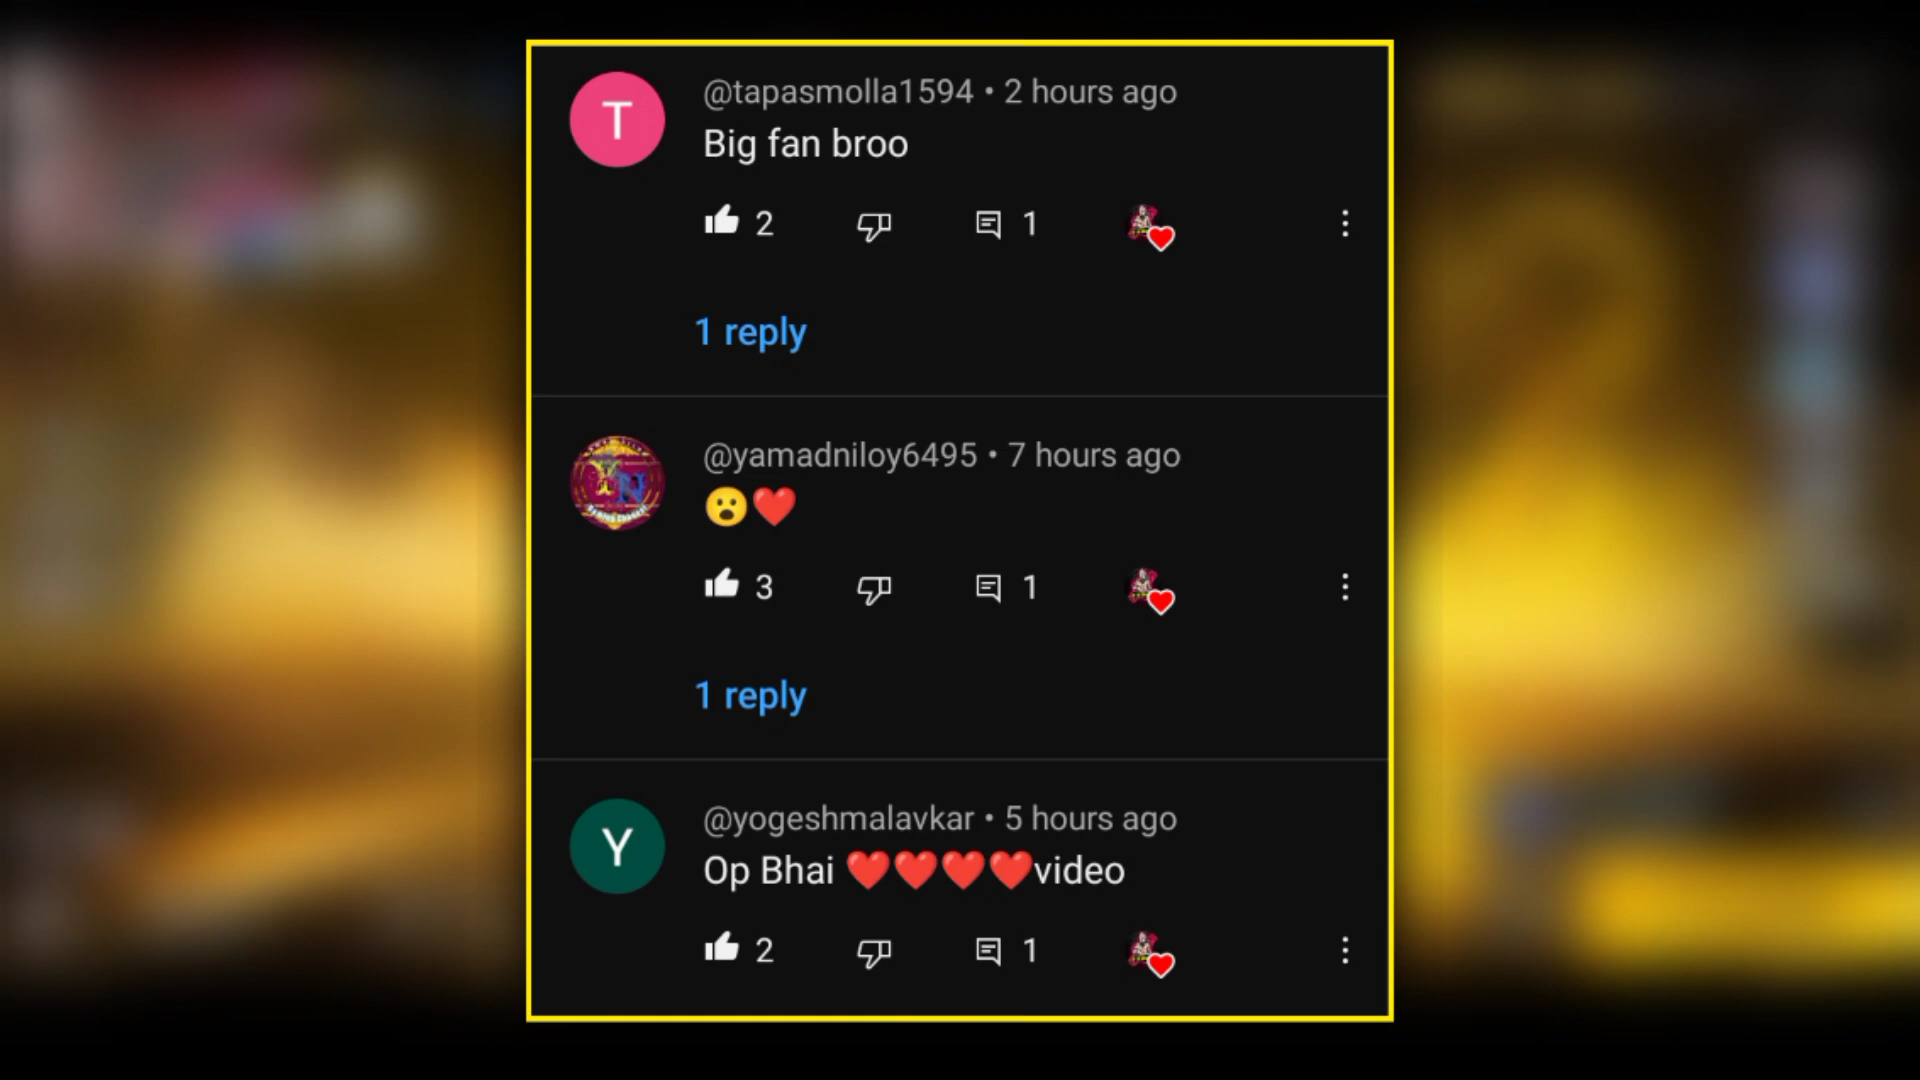 T
@tapasmolla1594 • 2 hours ago
Big fan broo
2
1
1 reply
YN
@yamadniloy6495 • 7 hours ago
😮❤️
3
1
1 reply
Y
@yogeshmalavkar • 5 hours ago
Op Bhai ❤️❤️❤️❤️video
2
1